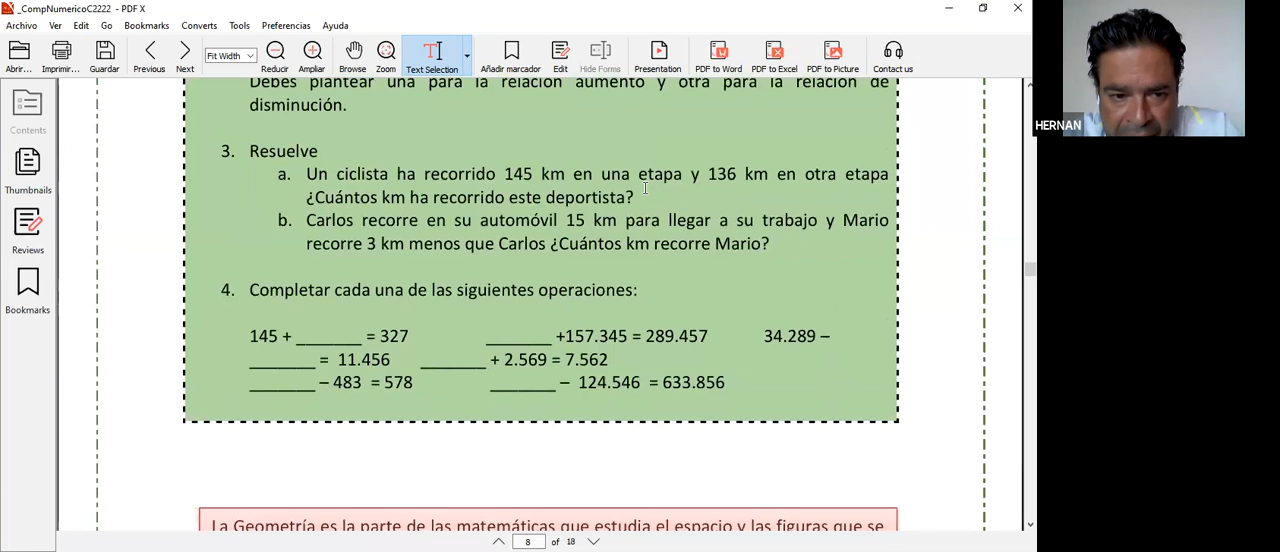 _CompNumericoC2222 - PDF X
Archivo Ver Edit Go Bookmarks Converts Tools Preferencias Ayuda
Abrir... Imprimir... Guardar Previous Next Fit Width Reducir Ampliar Browse Zoom Text Selection Añadir marcador Edit Hide Forms Presentation PDF to Word PDF to Excel PDF to Picture Contact us
Contents
Thumbnails
Reviews
Bookmarks
Debes plantear una para la relación aumento y otra para la relación de
disminución.
3. Resuelve
a. Un ciclista ha recorrido 145 km en una etapa y 136 km en otra etapa
¿Cuántos km ha recorrido este deportista?
b. Carlos recorre en su automóvil 15 km para llegar a su trabajo y Mario
recorre 3 km menos que Carlos ¿Cuántos km recorre Mario?
4. Completar cada una de las siguientes operaciones:
145 + _______ = 327 _______ +157.345 = 289.457 34.289 –
_______ = 11.456 _______ + 2.569 = 7.562
_______ – 483 = 578 _______ – 124.546 = 633.856
La Geometría es la parte de las matemáticas que estudia el espacio y las figuras que se
8 of 18
HERNAN